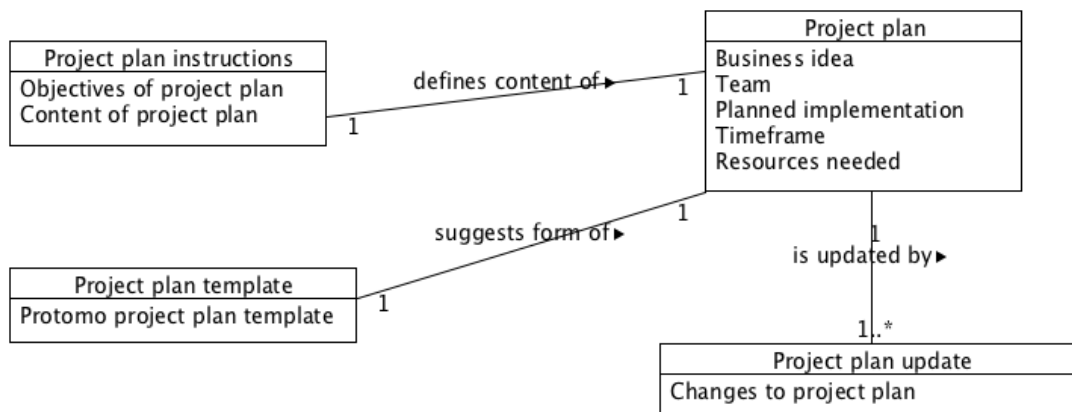 Project plan instructions
Objectives of project plan
Content of project plan
defines content of▸
1
1
Project plan
Business idea
Team
Planned implementation
Timeframe
Resources needed
suggests form of▸
1
1
Project plan template
Protomo project plan template
1
is updated by▸
1..*
Project plan update
Changes to project plan